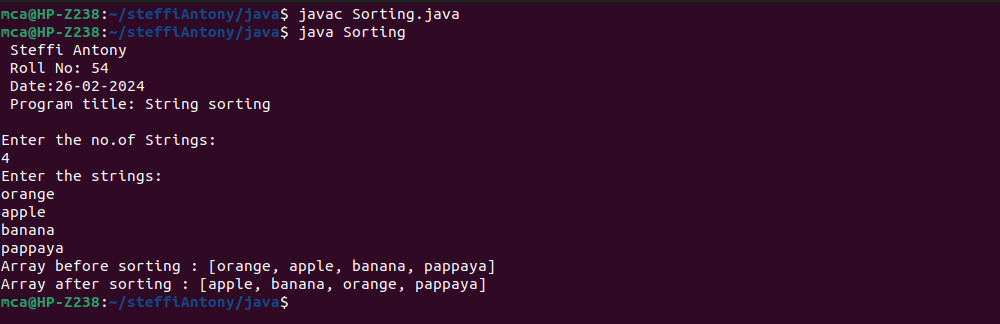 mca@HP-Z238:~/steffiAntony/java$ javac Sorting.java
mca@HP-Z238:~/steffiAntony/java$ java Sorting
Steffi Antony
Roll No: 54
Date:26-02-2024
Program title: String sorting
Enter the no.of Strings:
4
Enter the strings:
orange
apple
banana
pappaya
Array before sorting : [orange, apple, banana, pappaya]
Array after sorting : [apple, banana, orange, pappaya]
mca@HP-Z238:~/steffiAntony/java$